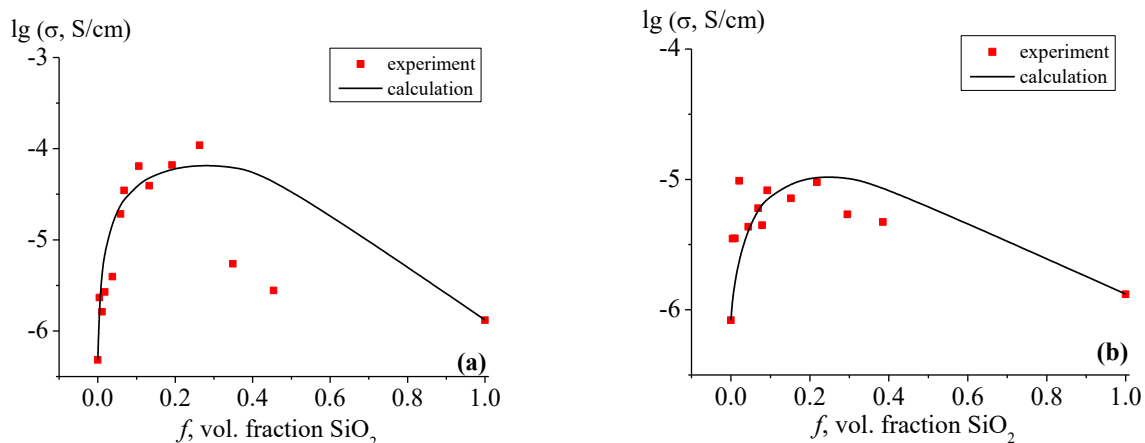 lg (σ, S/cm)
-3
-4
-5
-6
experiment
calculation
(a)
0.0 0.2 0.4 0.6 0.8 1.0
f, vol. fraction SiO₂
lg (σ, S/cm)
-4
-5
-6
experiment
calculation
(b)
0.0 0.2 0.4 0.6 0.8 1.0
f, vol. fraction SiO₂